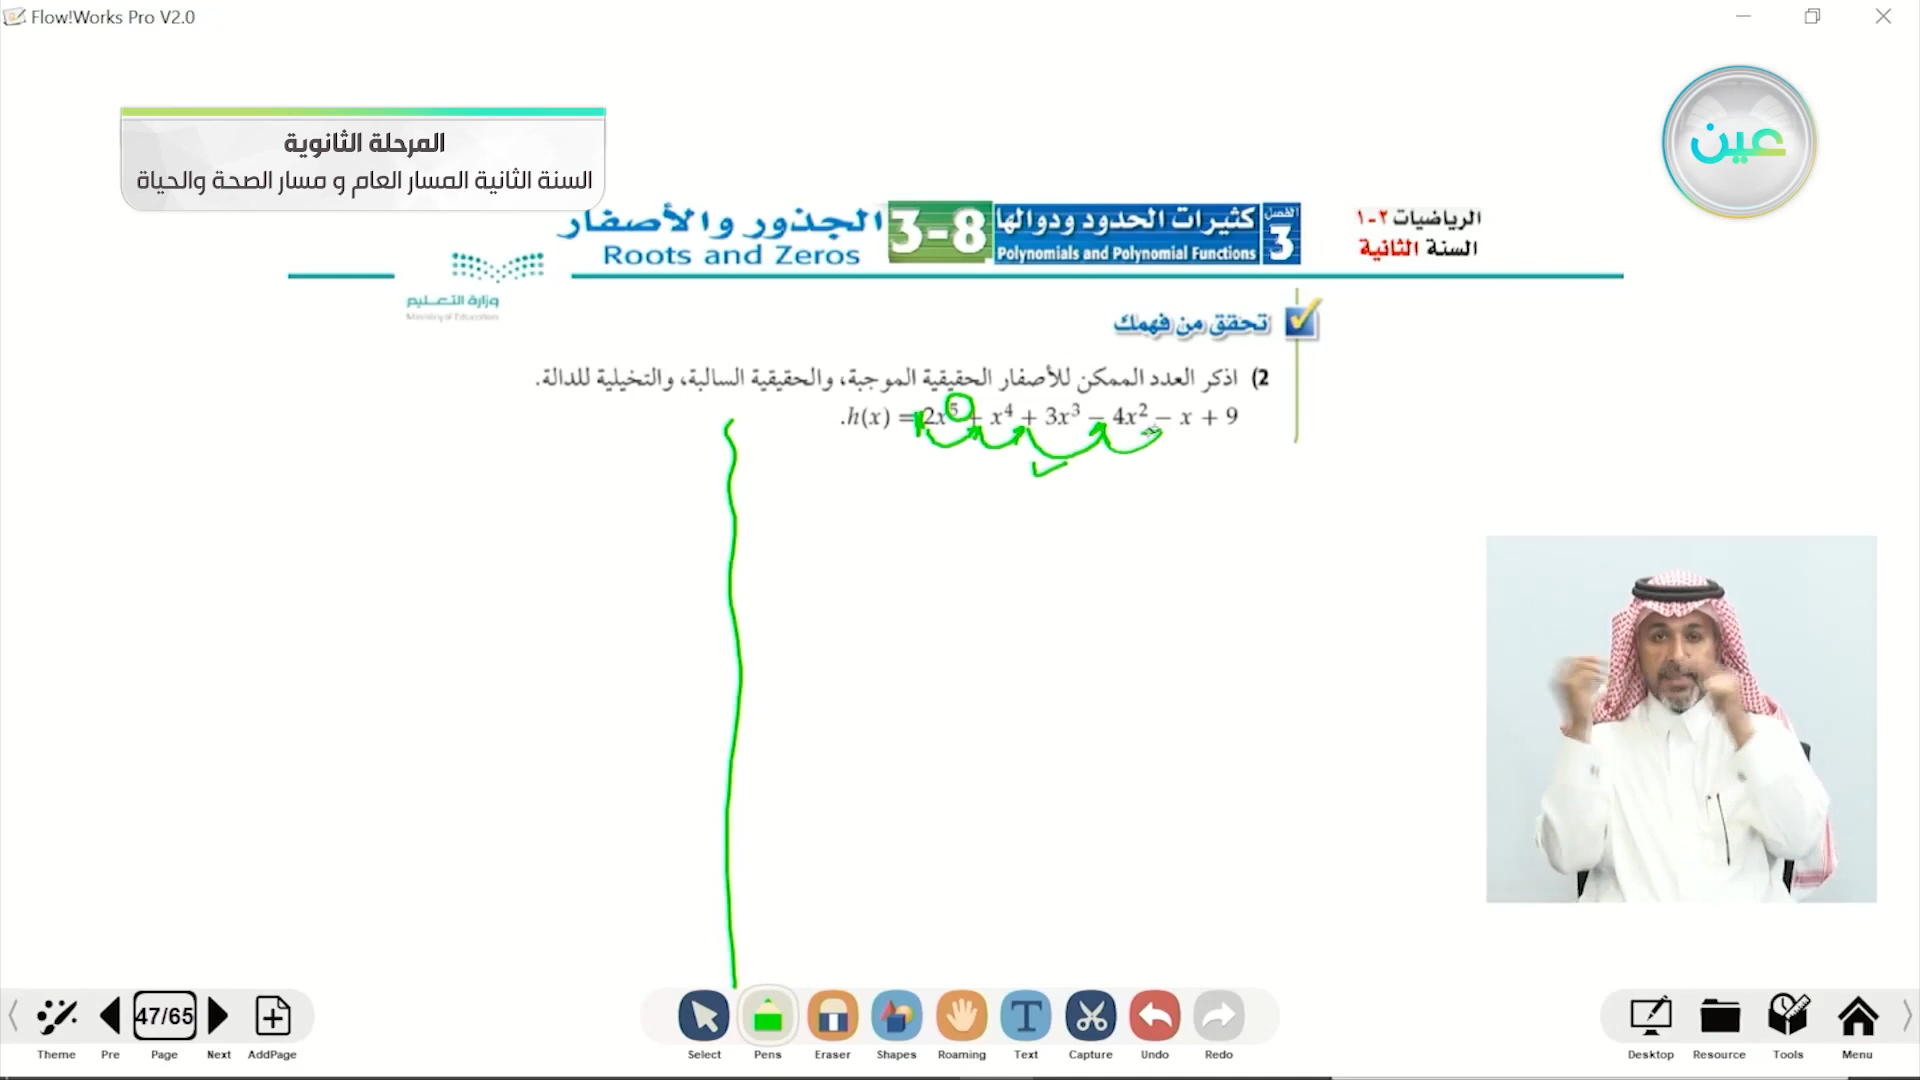 Flow!Works Pro V2.0
المرحلة الثانوية
السنة الثانية المسار العام و مسار الصحة والحياة
عين
الرياضيات ٢-١
السنة الثانية
الفصل 3
كثيرات الحدود ودوالها
Polynomials and Polynomial Functions
3-8
الجذور والأصفار
Roots and Zeros
وزارة التعليم
Ministry of Education
تحقق من فهمك
2) اذكر العدد الممكن للأصفار الحقيقية الموجبة، والحقيقية السالبة، والتخيلية للدالة.
h(x) = 2x⁵ + x⁴ + 3x³ − 4x² − x + 9.
47/65
Theme Pre Page Next AddPage
Select Pens Eraser Shapes Roaming Text Capture Undo Redo
Desktop Resource Tools Menu